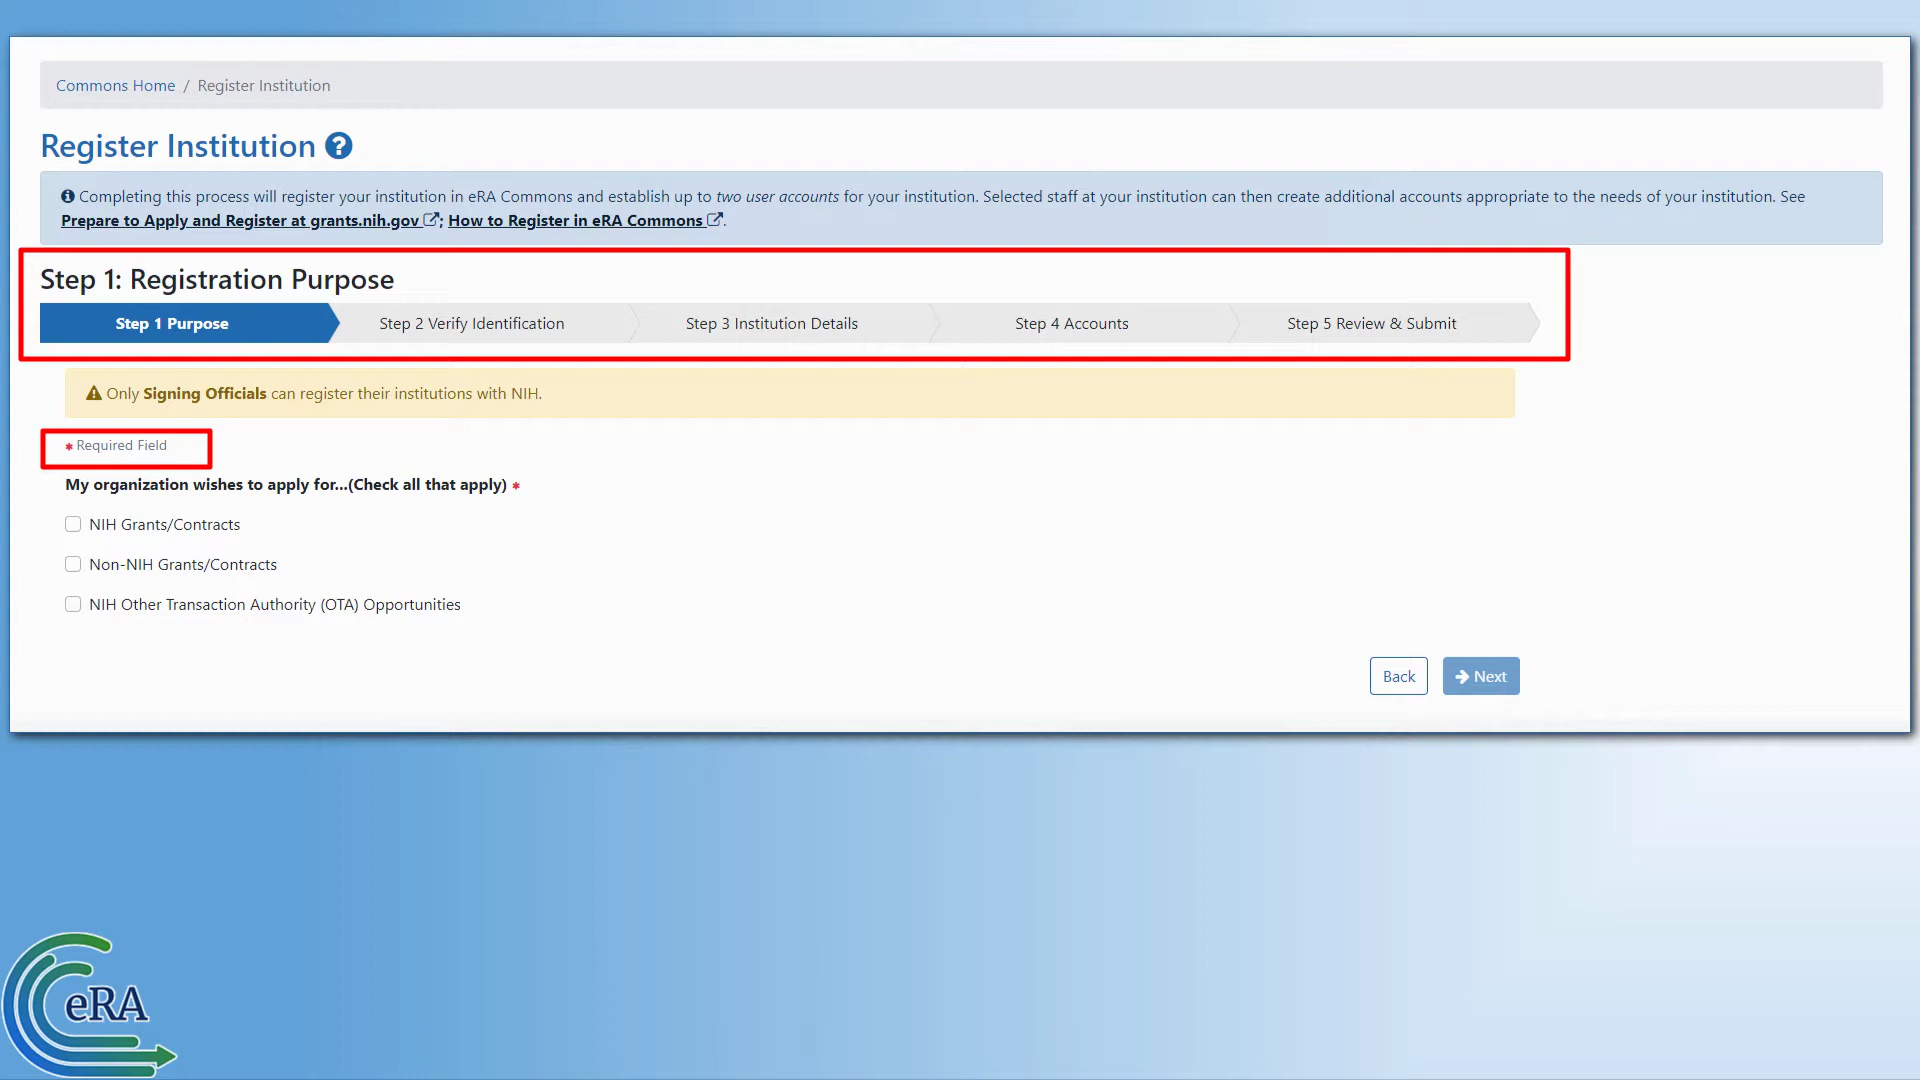 Commons Home / Register Institution
Register Institution
Completing this process will register your institution in eRA Commons and establish up to two user accounts for your institution. Selected staff at your institution can then create additional accounts appropriate to the needs of your institution. See
Prepare to Apply and Register at grants.nih.gov ; How to Register in eRA Commons .
Step 1: Registration Purpose
Step 1 Purpose Step 2 Verify Identification Step 3 Institution Details Step 4 Accounts Step 5 Review & Submit
Only Signing Officials can register their institutions with NIH.
* Required Field
My organization wishes to apply for...(Check all that apply) *
NIH Grants/Contracts
Non-NIH Grants/Contracts
NIH Other Transaction Authority (OTA) Opportunities
Back Next
eRA